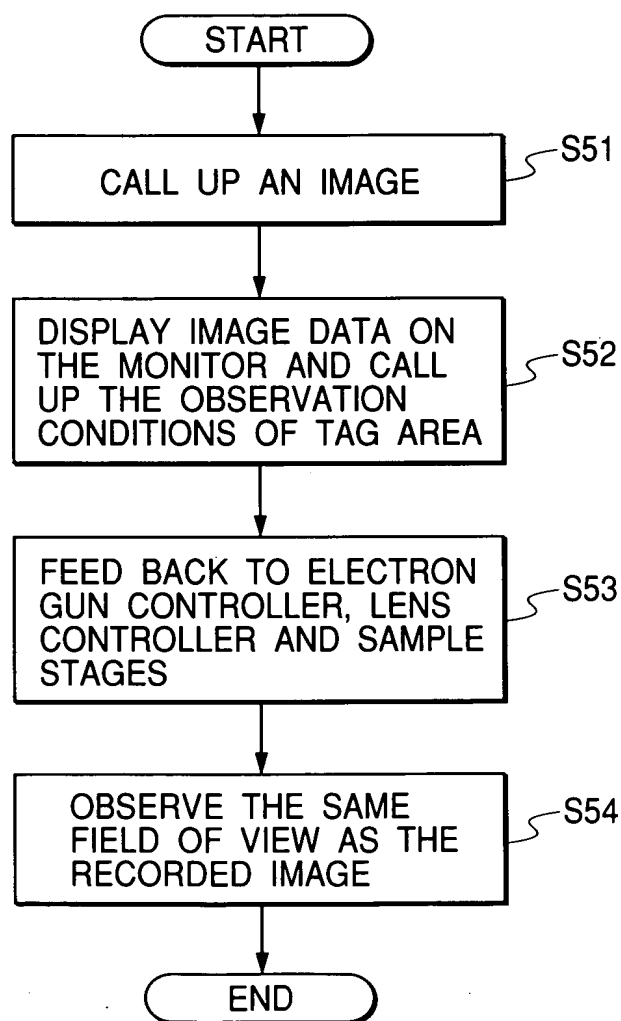 START
CALL UP AN IMAGE
S51
DISPLAY IMAGE DATA ON
THE MONITOR AND CALL
UP THE OBSERVATION
CONDITIONS OF TAG AREA
S52
FEED BACK TO ELECTRON
GUN CONTROLLER, LENS
CONTROLLER AND SAMPLE
STAGES
S53
OBSERVE THE SAME
FIELD OF VIEW AS THE
RECORDED IMAGE
S54
END